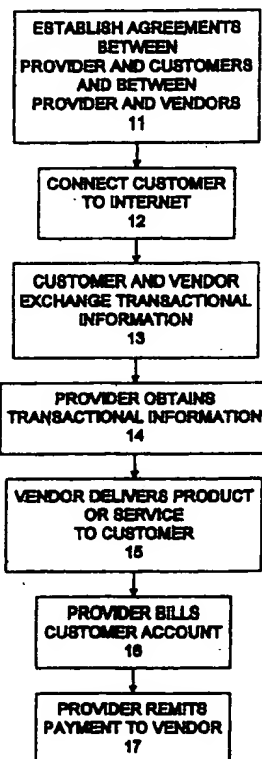 ESTABLISH AGREEMENTS
BETWEEN
PROVIDER AND CUSTOMERS
AND BETWEEN
PROVIDER AND VENDORS
11
CONNECT CUSTOMER
TO INTERNET
12
CUSTOMER AND VENDOR
EXCHANGE TRANSACTIONAL
INFORMATION
13
PROVIDER OBTAINS
TRANSACTIONAL INFORMATION
14
VENDOR DELIVERS PRODUCT
OR SERVICE
TO CUSTOMER
15
PROVIDER BILLS
CUSTOMER ACCOUNT
16
PROVIDER REMITS
PAYMENT TO VENDOR
17